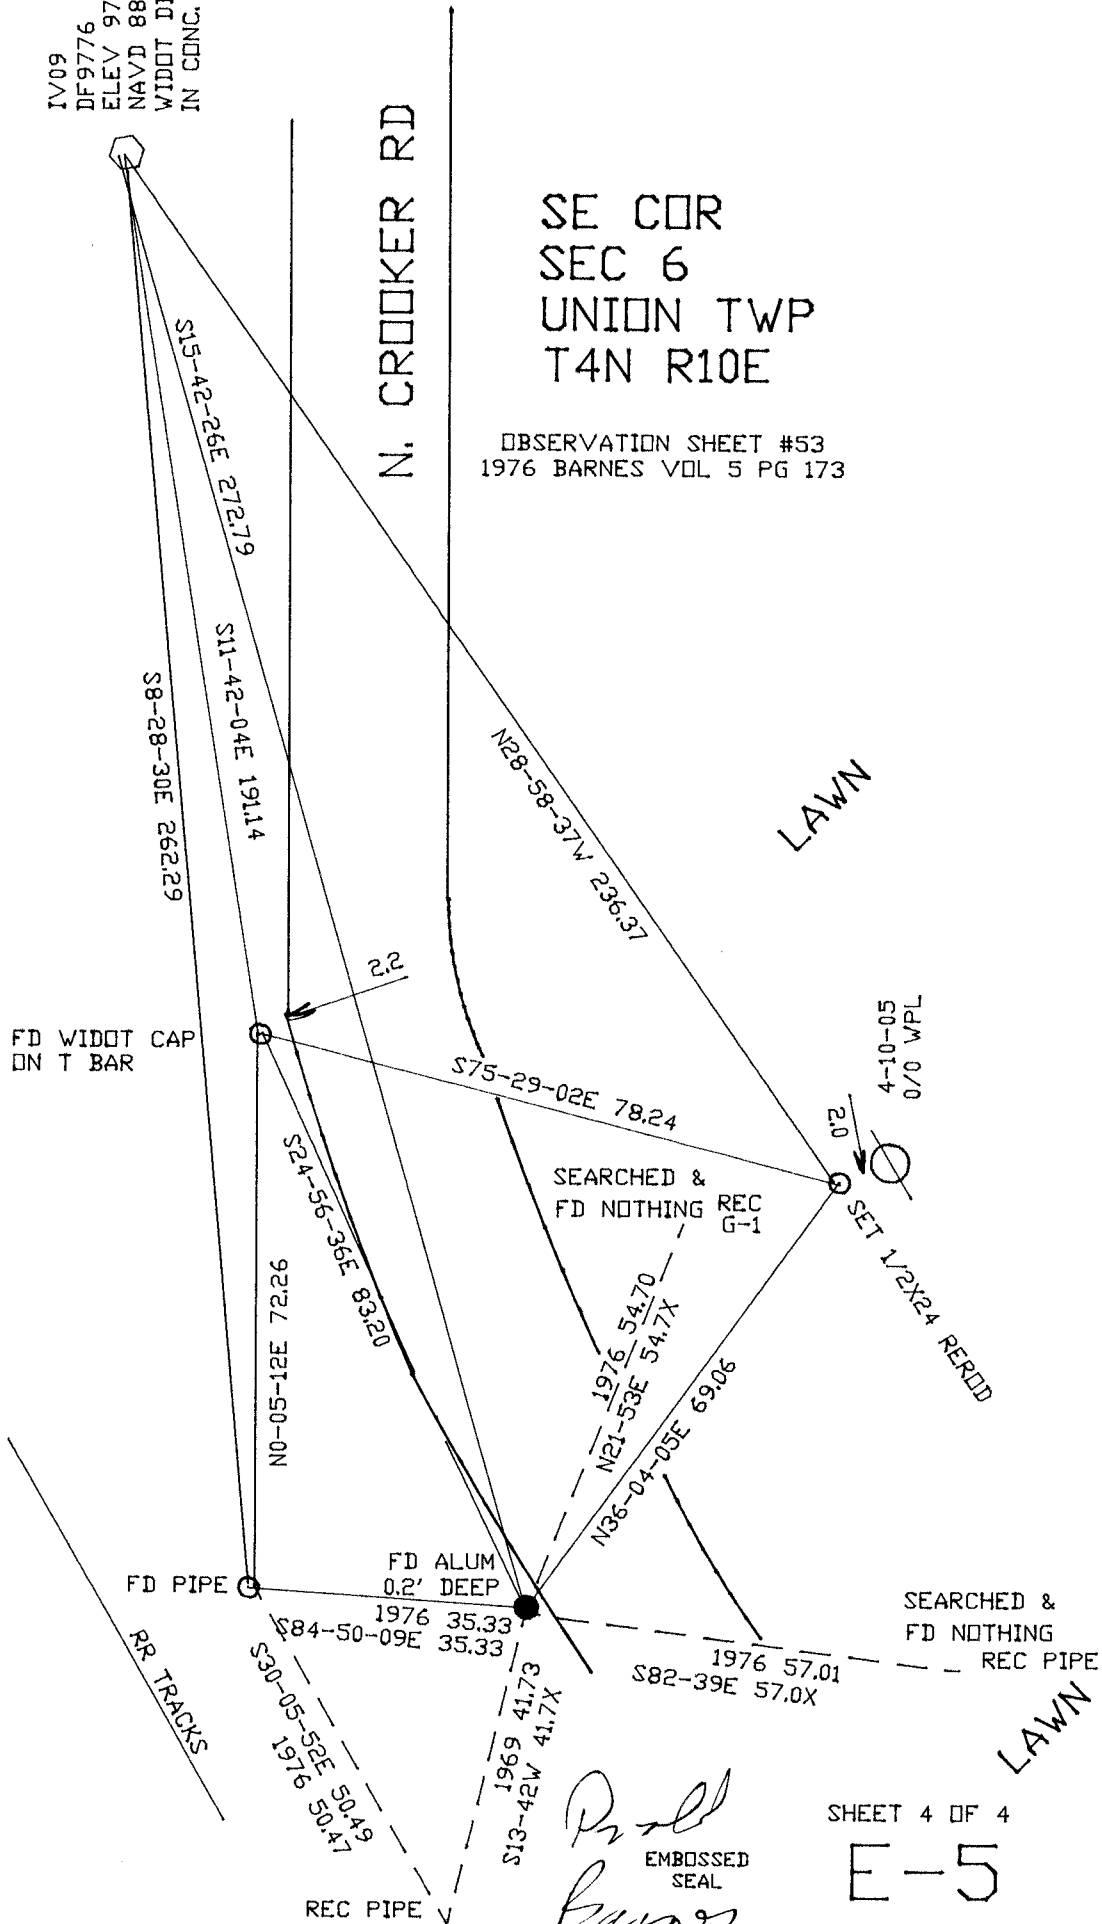 IV09
DF9776
ELEV 97
NAVD 88
WIDOT
IN CONC.
N. CROOKER RD
SE COR
SEC 6
UNION TWP
T4N R10E
OBSERVATION SHEET #53
1976 BARNES VOL 5 PG 173
S15-42-26E 272.79
S11-42-04E 191.14
S8-28-30E 262.29
N28-58-37W 236.37
LAWN
2.2
FD WIDOT CAP
ON T BAR
S75-29-02E 78.24
4-10-05
O/O WPL
2.0
SET 1/2X24 REROD
SEARCHED &
FD NOTHING
REC
G-1
S24-56-36E 83.20
N0-05-12E 72.26
1976 54.70
N21-53E 54.7X
N36-04-05E 69.06
FD PIPE
FD ALUM
0.2' DEEP
1976 35.33
S84-50-09E 35.33
SEARCHED &
FD NOTHING
REC PIPE
1976 57.01
S82-39E 57.0X
RR TRACKS
S30-05-52E 50.49
1976 50.47
1969 41.73
S13-42W 41.7X
LAWN
REC PIPE
EMBOSSED
SEAL
SHEET 4 OF 4
E-5